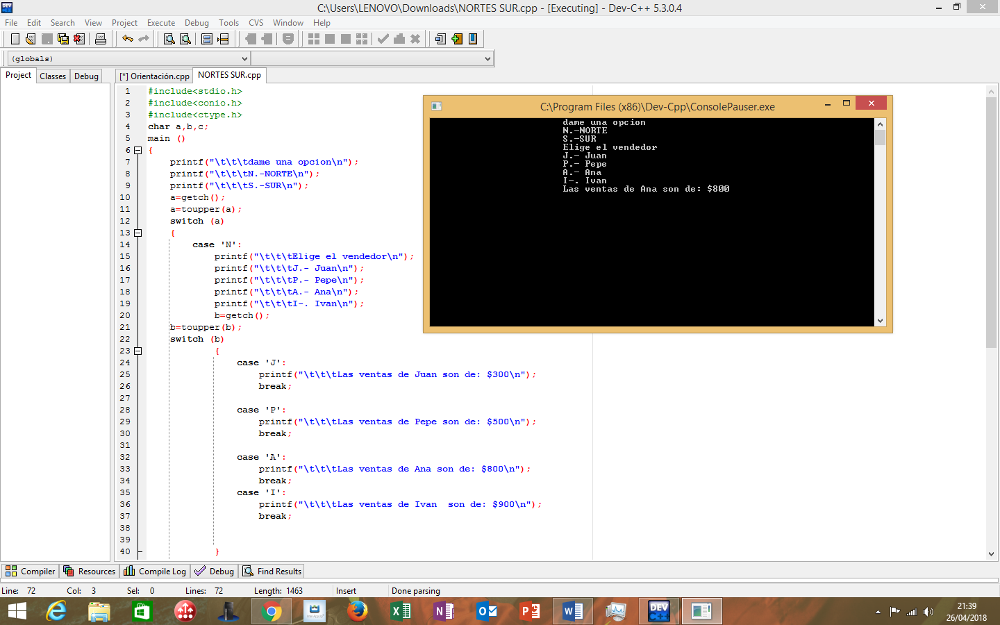 C:\Users\LENOVO\Downloads\NORTES SUR.cpp - [Executing] - Dev-C++ 5.3.0.4
File Edit Search View Project Execute Debug Tools CVS Window Help
(globals)
Project Classes Debug
[*] Orientación.cpp NORTES SUR.cpp
1 #include<stdio.h>
2 #include<conio.h>
3 #include<ctype.h>
4 char a,b,c;
5 main ()
6 {
7 printf("\t\t\tdame una opcion\n");
8 printf("\t\t\tN.-NORTE\n");
9 printf("\t\t\tS.-SUR\n");
10 a=getch();
11 a=toupper(a);
12 switch (a)
13 {
14 case 'N':
15 printf("\t\t\tElige el vendedor\n");
16 printf("\t\t\tJ.- Juan\n");
17 printf("\t\t\tP.- Pepe\n");
18 printf("\t\t\tA.- Ana\n");
19 printf("\t\t\tI-. Ivan\n");
20 b=getch();
21 b=toupper(b);
22 switch (b)
23 {
24 case 'J':
25 printf("\t\t\tLas ventas de Juan son de: $300\n");
26 break;
27
28 case 'P':
29 printf("\t\t\tLas ventas de Pepe son de: $500\n");
30 break;
31
32 case 'A':
33 printf("\t\t\tLas ventas de Ana son de: $800\n");
34 break;
35 case 'I':
36 printf("\t\t\tLas ventas de Ivan  son de: $900\n");
37 break;
38
39
40 }
C:\Program Files (x86)\Dev-Cpp\ConsolePauser.exe
dame una opcion
N.-NORTE
S.-SUR
Elige el vendedor
J.- Juan
P.- Pepe
A.- Ana
I-. Ivan
Las ventas de Ana son de: $800
Compiler Resources Compile Log Debug Find Results
Line: 72 Col: 3 Sel: 0 Lines: 72 Length: 1463 Insert Done parsing
DEV C++
21:39
26/04/2018